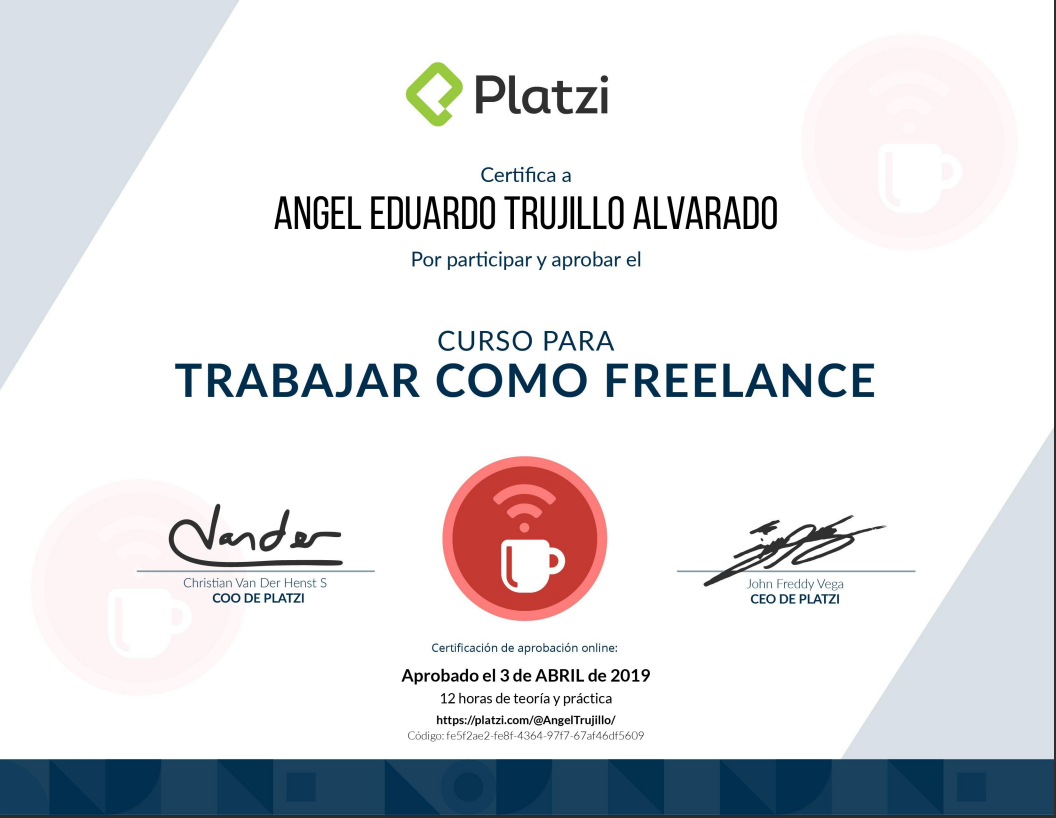 Platzi
Certifica a
ANGEL EDUARDO TRUJILLO ALVARADO
Por participar y aprobar el
CURSO PARA
TRABAJAR COMO FREELANCE
Vander
Christian Van Der Henst S
COO DE PLATZI
John Freddy Vega
CEO DE PLATZI
Certificación de aprobación online:
Aprobado el 3 de ABRIL de 2019
12 horas de teoría y práctica
https://platzi.com/@AngelTrujillo/
Código: fe5f2ae2-fe8f-4364-97f7-67af46df5609